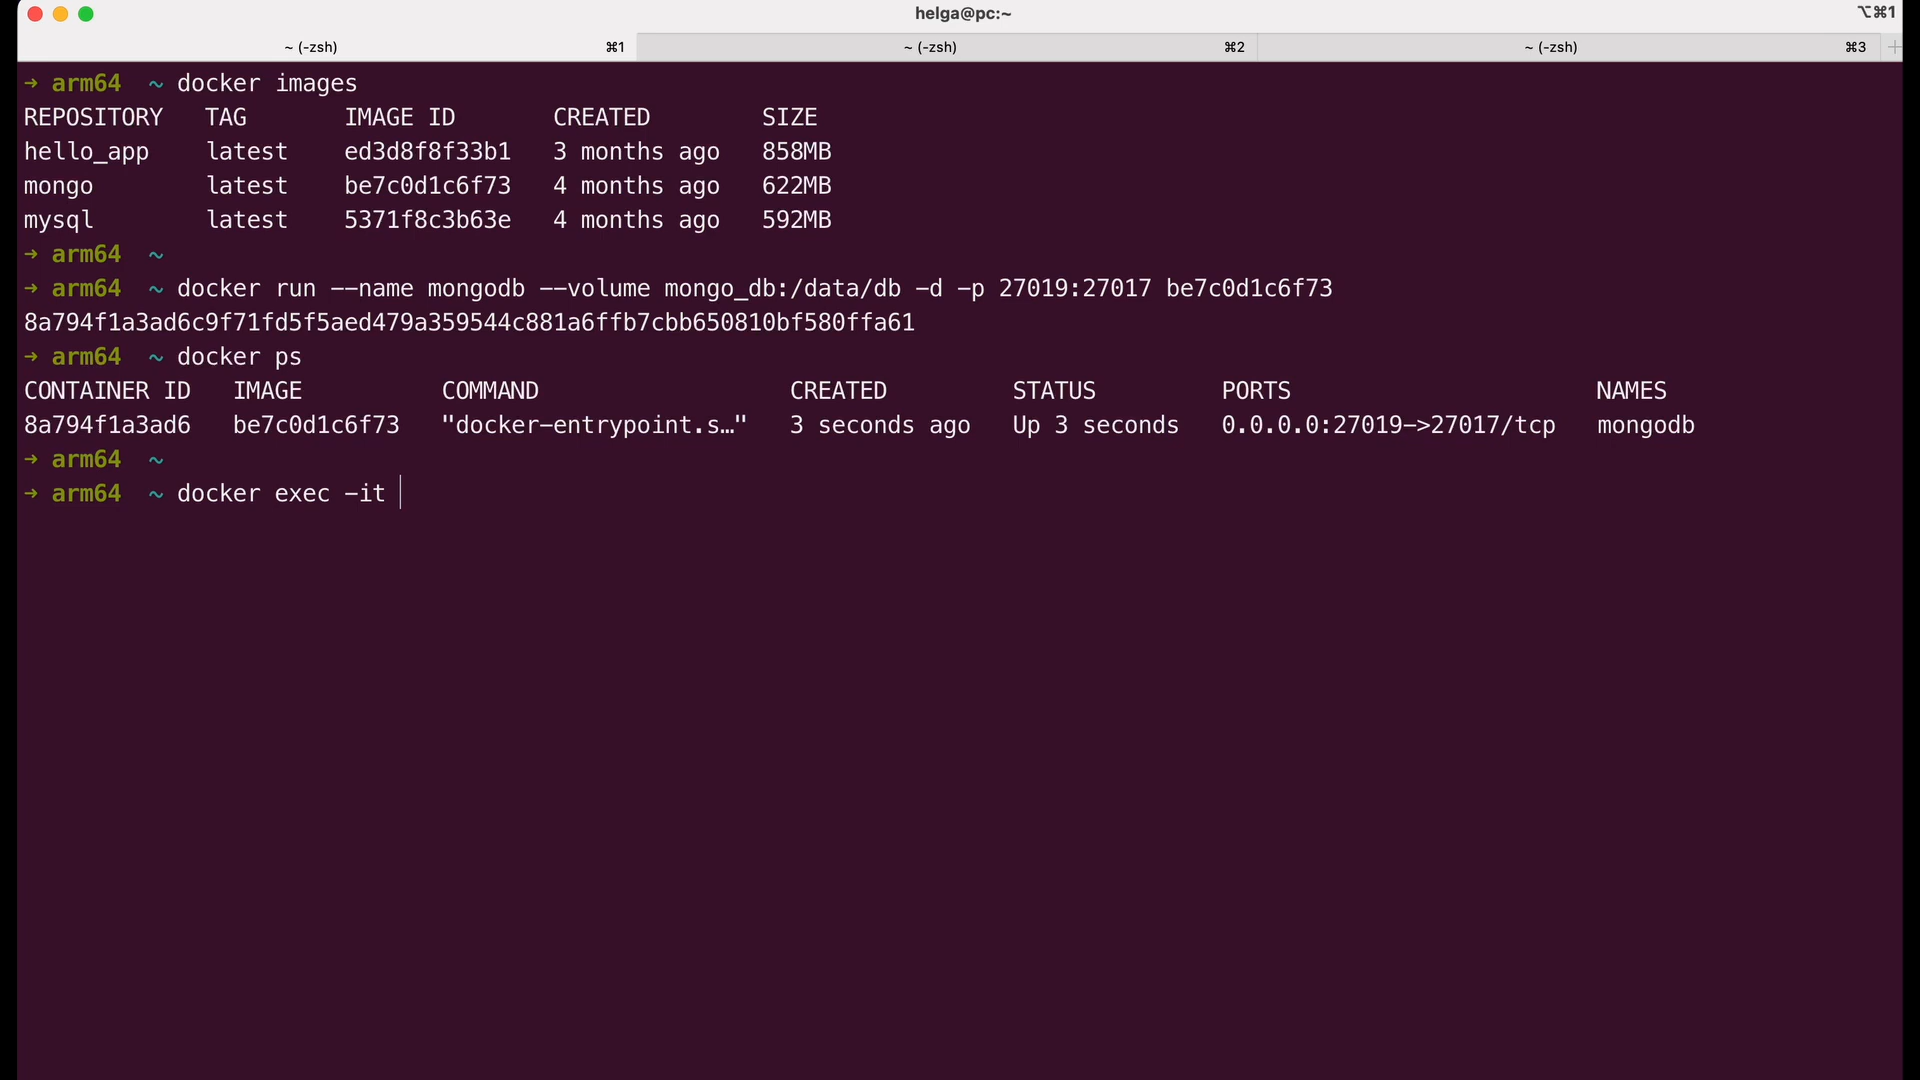 helga@pc:~
⌥⌘1
~ (-zsh) ⌘1 ~ (-zsh) ⌘2 ~ (-zsh) ⌘3 +
→ arm64 ~ docker images
REPOSITORY TAG IMAGE ID CREATED SIZE
hello_app latest ed3d8f8f33b1 3 months ago 858MB
mongo latest be7c0d1c6f73 4 months ago 622MB
mysql latest 5371f8c3b63e 4 months ago 592MB
→ arm64 ~
→ arm64 ~ docker run --name mongodb --volume mongo_db:/data/db -d -p 27019:27017 be7c0d1c6f73
8a794f1a3ad6c9f71fd5f5aed479a359544c881a6ffb7cbb650810bf580ffa61
→ arm64 ~ docker ps
CONTAINER ID IMAGE COMMAND CREATED STATUS PORTS NAMES
8a794f1a3ad6 be7c0d1c6f73 "docker-entrypoint.s…" 3 seconds ago Up 3 seconds 0.0.0.0:27019->27017/tcp mongodb
→ arm64 ~
→ arm64 ~ docker exec -it